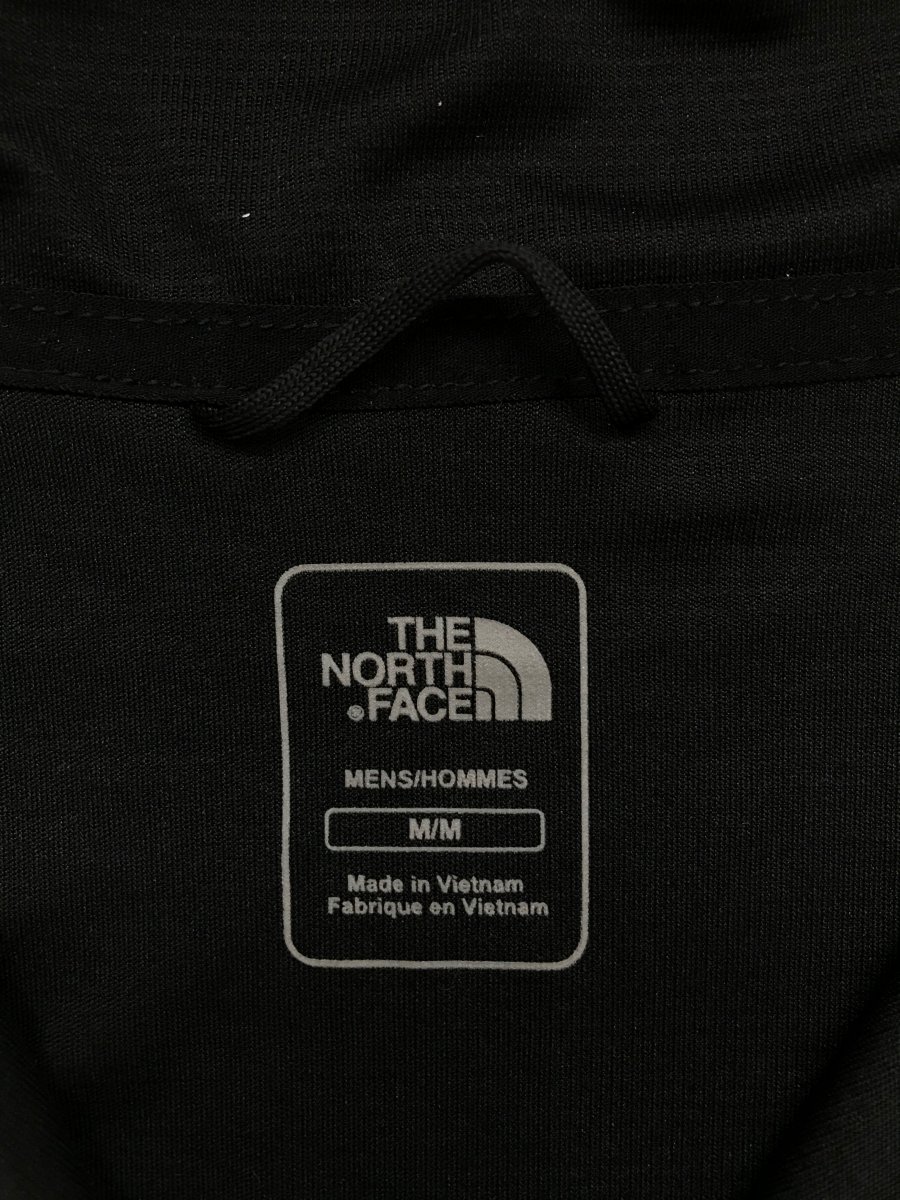 THE
NORTH
®FACE
MENS/HOMMES
M/M
Made in Vietnam
Fabrique en Vietnam